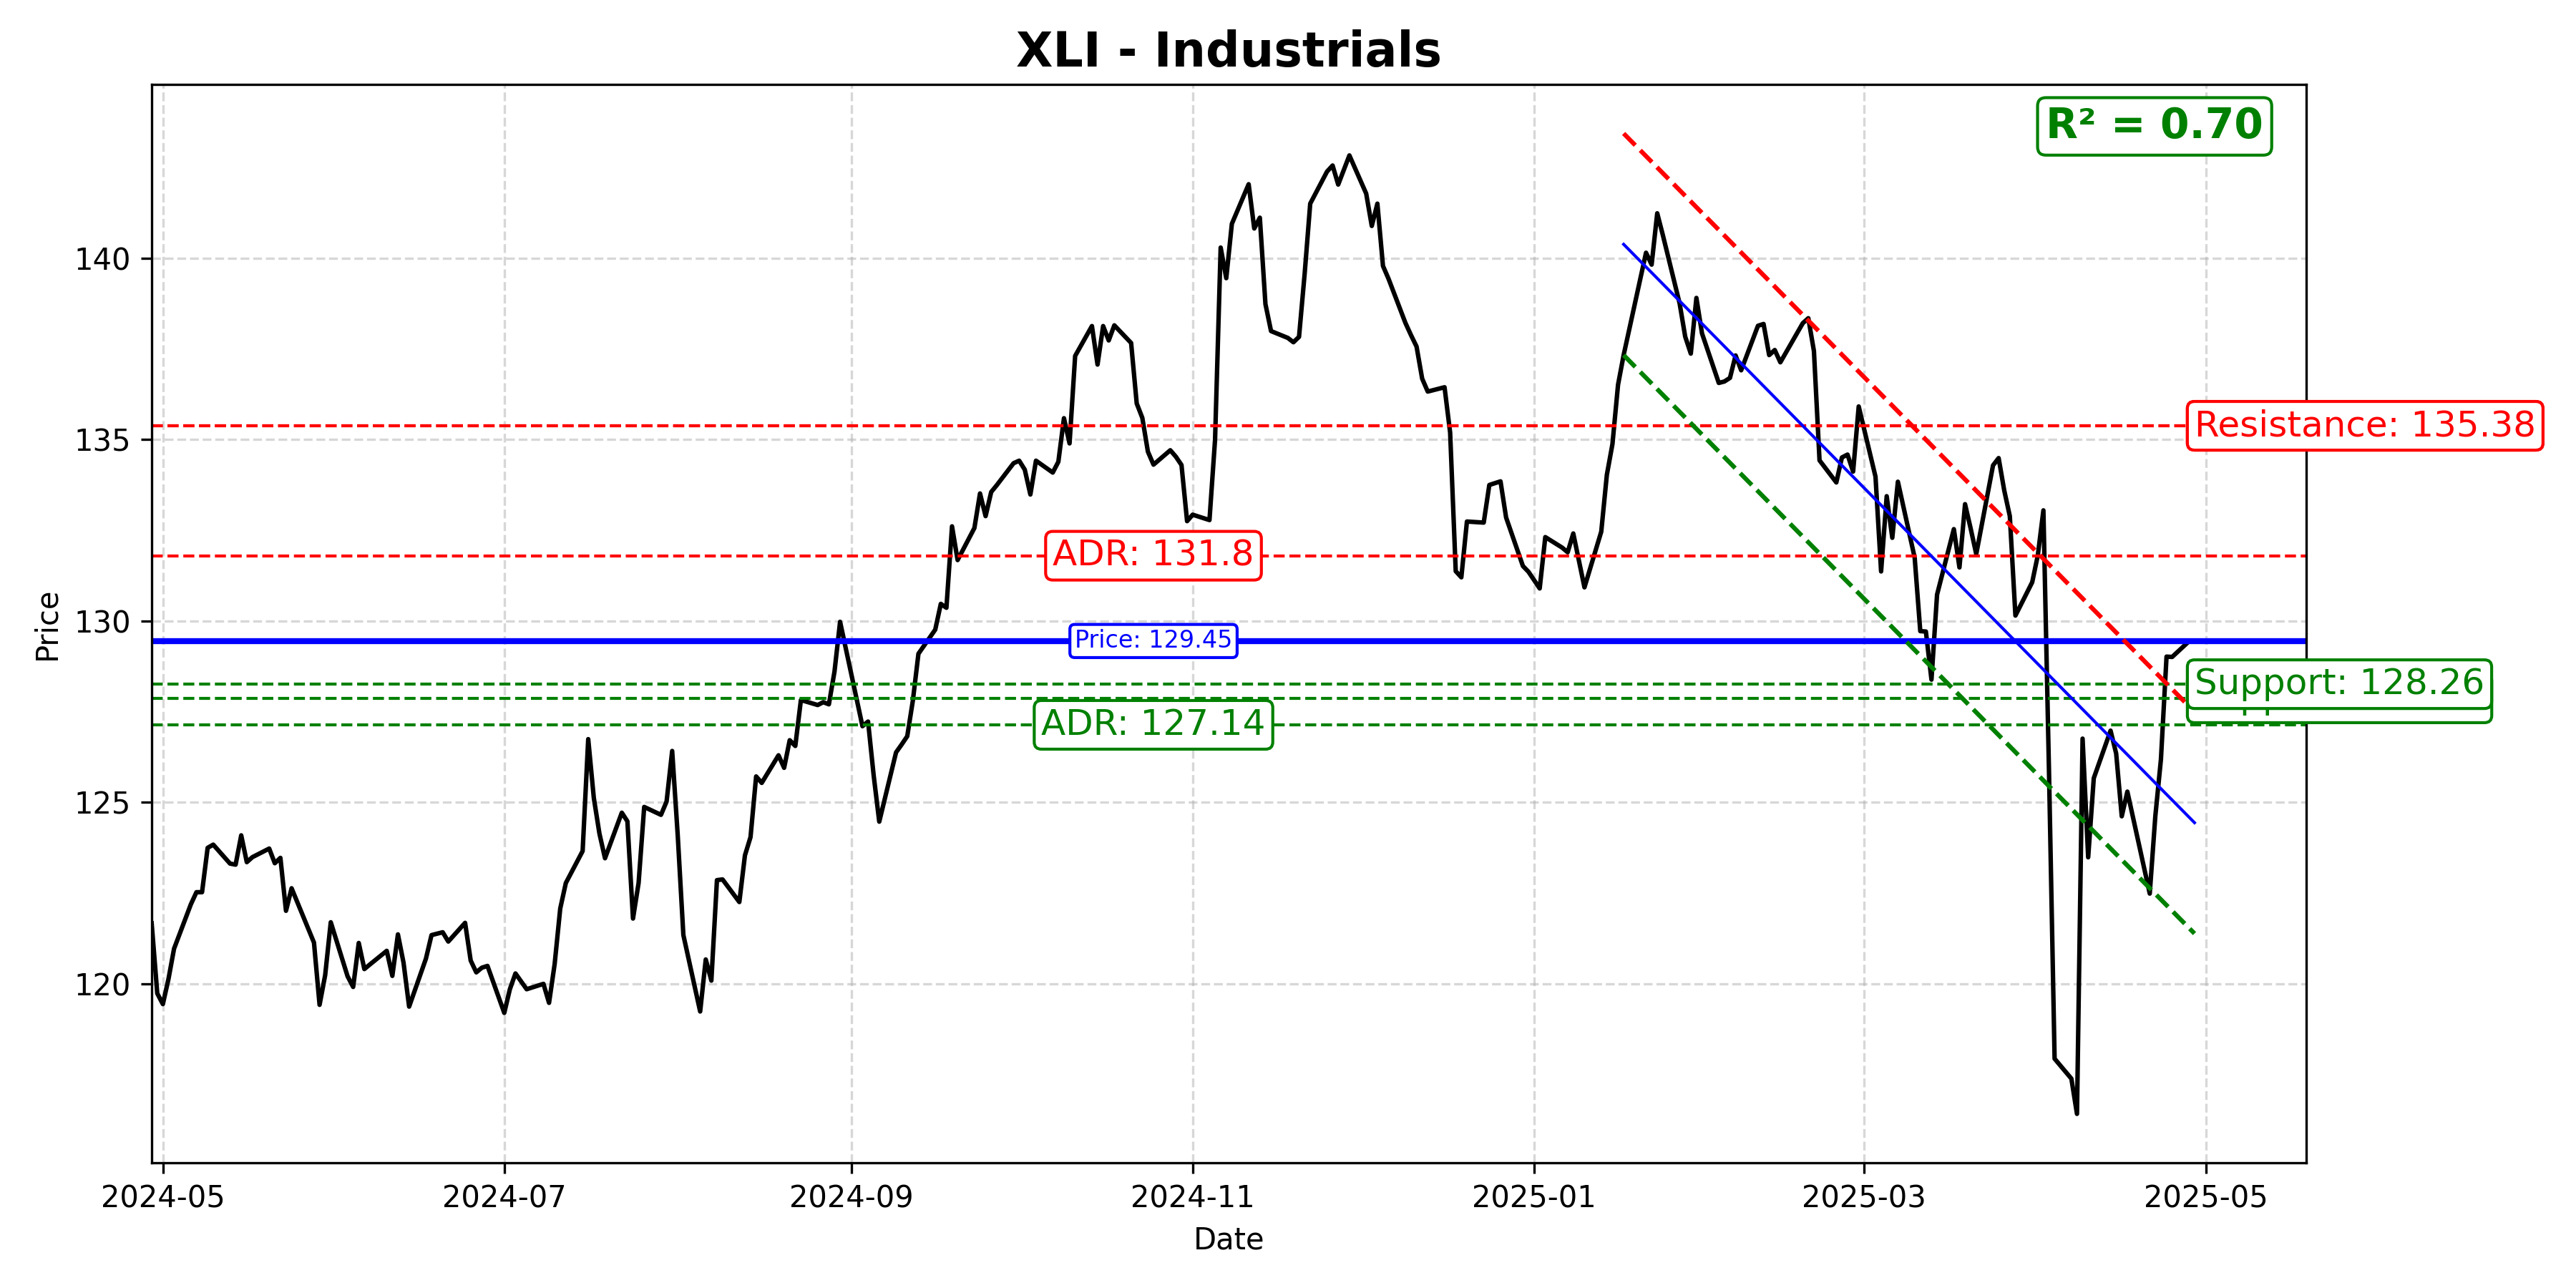 XLI - Industrials
R² = 0.70
140
135
130
125
120
Price
Resistance: 135.38
ADR: 131.8
Price: 129.45
Support: 128.26
ADR: 127.14
2024-05
2024-07
2024-09
2024-11
2025-01
2025-03
2025-05
Date